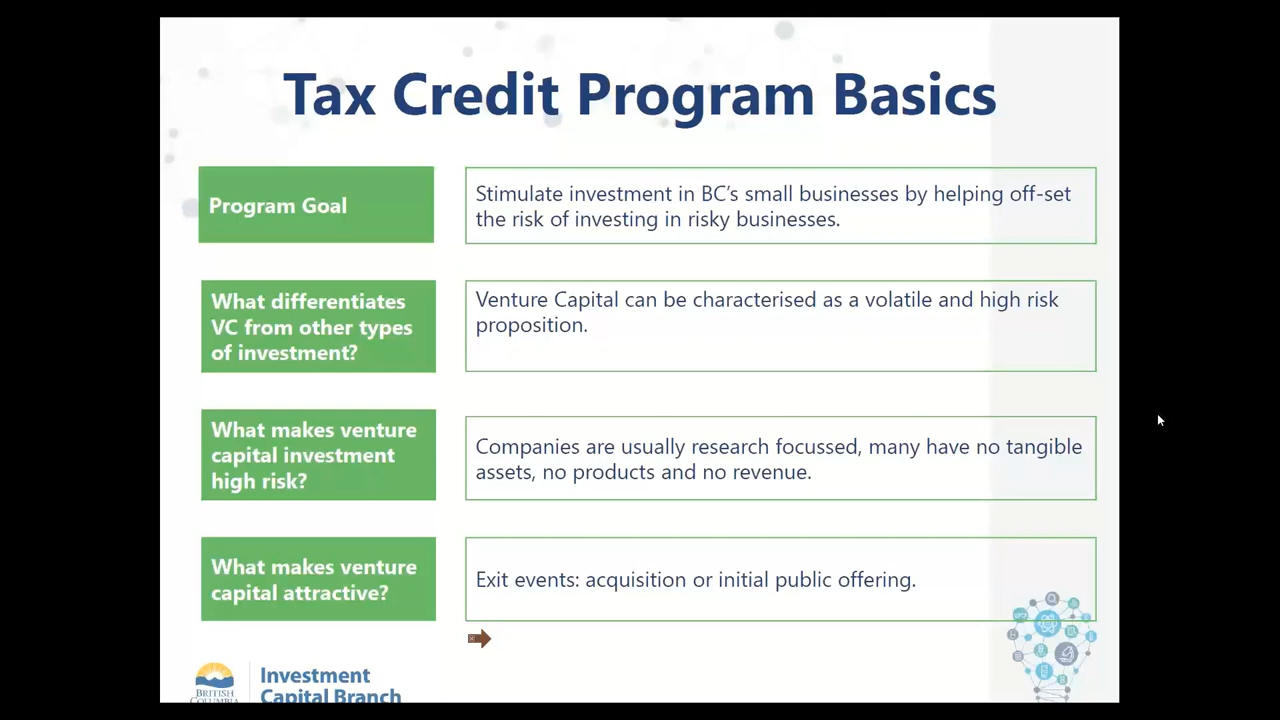 Tax Credit Program Basics
Program Goal
Stimulate investment in BC's small businesses by helping off-set
the risk of investing in risky businesses.
What differentiates
VC from other types
of investment?
Venture Capital can be characterised as a volatile and high risk
proposition.
What makes venture
capital investment
high risk?
Companies are usually research focussed, many have no tangible
assets, no products and no revenue.
What makes venture
capital attractive?
Exit events: acquisition or initial public offering.
BRITISH
COLUMBIA
Investment
Capital Branch